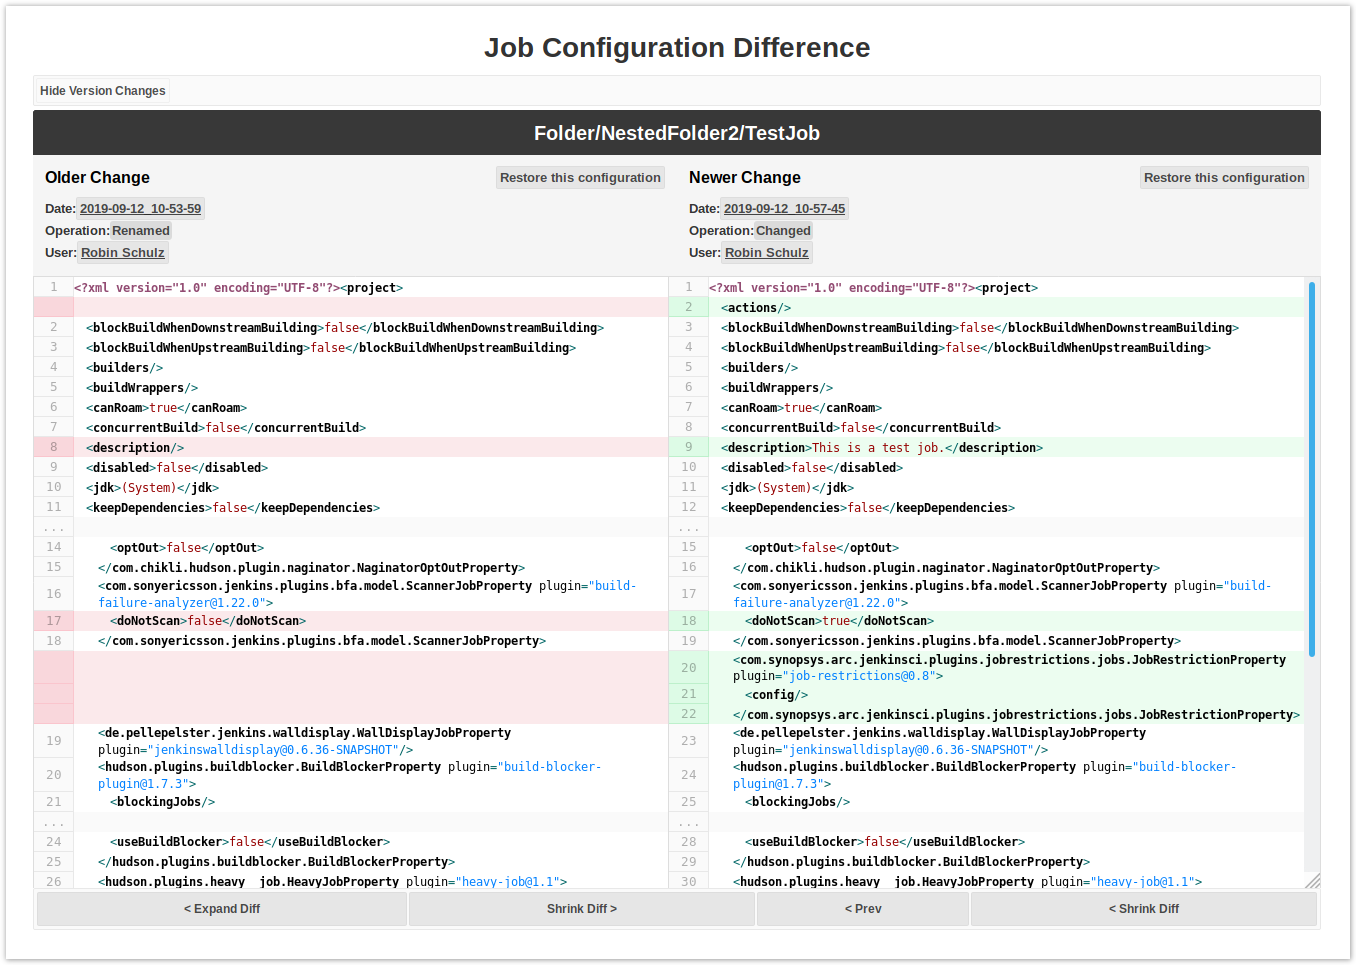 Job Configuration Difference
Hide Version Changes
Folder/NestedFolder2/TestJob
Older Change
Restore this configuration
Date: 2019-09-12_10-53-59
Operation: Renamed
User: Robin Schulz
Newer Change
Restore this configuration
Date: 2019-09-12_10-57-45
Operation: Changed
User: Robin Schulz
1 <?xml version="1.0" encoding="UTF-8"?><project>
2 <blockBuildWhenDownstreamBuilding>false</blockBuildWhenDownstreamBuilding>
3 <blockBuildWhenUpstreamBuilding>false</blockBuildWhenUpstreamBuilding>
4 <builders/>
5 <buildWrappers/>
6 <canRoam>true</canRoam>
7 <concurrentBuild>false</concurrentBuild>
8 <description/>
9 <disabled>false</disabled>
10 <jdk>(System)</jdk>
11 <keepDependencies>false</keepDependencies>
...
14 <optOut>false</optOut>
15 </com.chikli.hudson.plugin.naginator.NaginatorOptOutProperty>
16 <com.sonyericsson.jenkins.plugins.bfa.model.ScannerJobProperty plugin="build-
failure-analyzer@1.22.0">
17 <doNotScan>false</doNotScan>
18 </com.sonyericsson.jenkins.plugins.bfa.model.ScannerJobProperty>
19 <de.pellepelster.jenkins.walldisplay.WallDisplayJobProperty
plugin="jenkinswalldisplay@0.6.36-SNAPSHOT"/>
20 <hudson.plugins.buildblocker.BuildBlockerProperty plugin="build-blocker-
plugin@1.7.3">
21 <blockingJobs/>
...
24 <useBuildBlocker>false</useBuildBlocker>
25 </hudson.plugins.buildblocker.BuildBlockerProperty>
26 <hudson.plugins.heavy__job.HeavyJobProperty plugin="heavy-job@1.1">
1 <?xml version="1.0" encoding="UTF-8"?><project>
2 <actions/>
3 <blockBuildWhenDownstreamBuilding>false</blockBuildWhenDownstreamBuilding>
4 <blockBuildWhenUpstreamBuilding>false</blockBuildWhenUpstreamBuilding>
5 <builders/>
6 <buildWrappers/>
7 <canRoam>true</canRoam>
8 <concurrentBuild>false</concurrentBuild>
9 <description>This is a test job.</description>
10 <disabled>false</disabled>
11 <jdk>(System)</jdk>
12 <keepDependencies>false</keepDependencies>
...
15 <optOut>false</optOut>
16 </com.chikli.hudson.plugin.naginator.NaginatorOptOutProperty>
17 <com.sonyericsson.jenkins.plugins.bfa.model.ScannerJobProperty plugin="build-
failure-analyzer@1.22.0">
18 <doNotScan>true</doNotScan>
19 </com.sonyericsson.jenkins.plugins.bfa.model.ScannerJobProperty>
20 <com.synopsys.arc.jenkinsci.plugins.jobrestrictions.jobs.JobRestrictionProperty
plugin="job-restrictions@0.8">
21 <config/>
22 </com.synopsys.arc.jenkinsci.plugins.jobrestrictions.jobs.JobRestrictionProperty>
23 <de.pellepelster.jenkins.walldisplay.WallDisplayJobProperty
plugin="jenkinswalldisplay@0.6.36-SNAPSHOT"/>
24 <hudson.plugins.buildblocker.BuildBlockerProperty plugin="build-blocker-
plugin@1.7.3">
25 <blockingJobs/>
...
28 <useBuildBlocker>false</useBuildBlocker>
29 </hudson.plugins.buildblocker.BuildBlockerProperty>
30 <hudson.plugins.heavy__job.HeavyJobProperty plugin="heavy-job@1.1">
< Expand Diff
Shrink Diff >
< Prev
< Shrink Diff